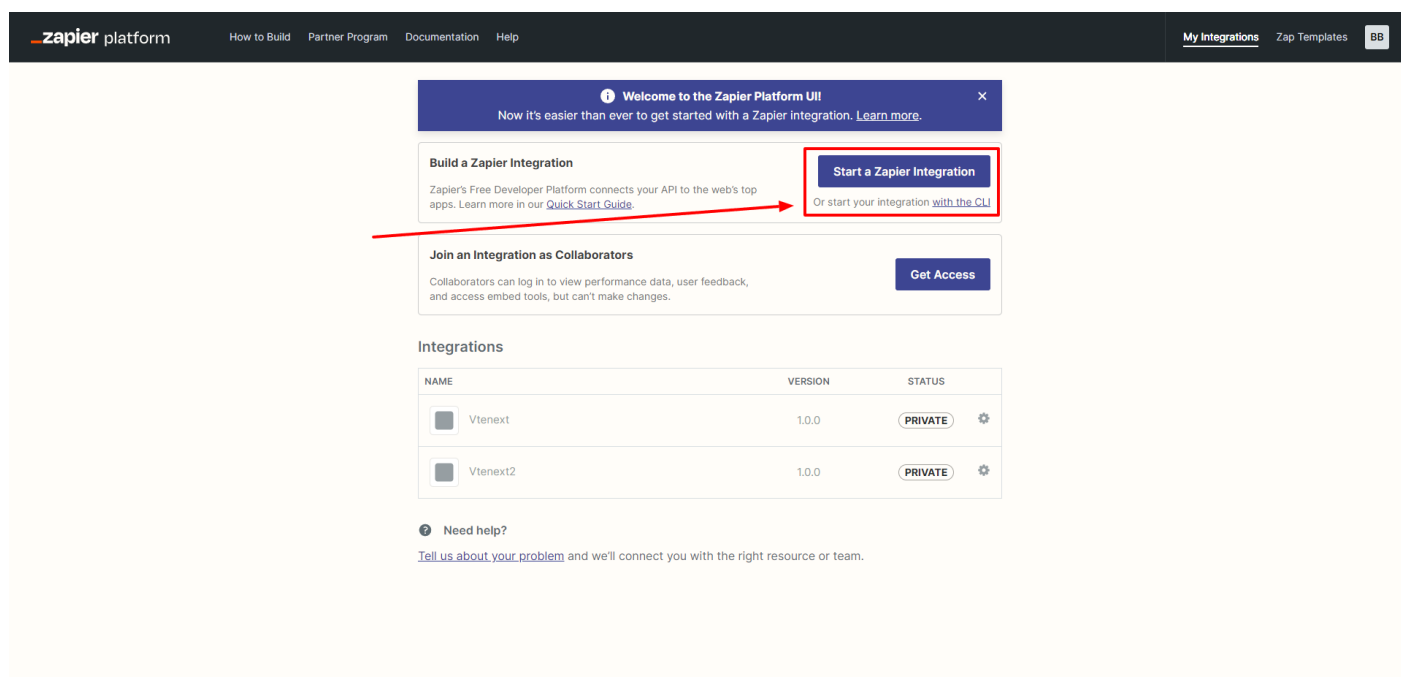 _zapier platform
How to Build Partner Program Documentation Help
My Integrations Zap Templates BB
Welcome to the Zapier Platform UI!
Now it's easier than ever to get started with a Zapier integration. Learn more.
Build a Zapier Integration
Zapier's Free Developer Platform connects your API to the web's top
apps. Learn more in our Quick Start Guide.
Start a Zapier Integration
Or start your integration with the CLI
Join an Integration as Collaborators
Collaborators can log in to view performance data, user feedback,
and access embed tools, but can't make changes.
Get Access
Integrations
NAME VERSION STATUS
Vtenext 1.0.0 PRIVATE
Vtenext2 1.0.0 PRIVATE
Need help?
Tell us about your problem and we'll connect you with the right resource or team.